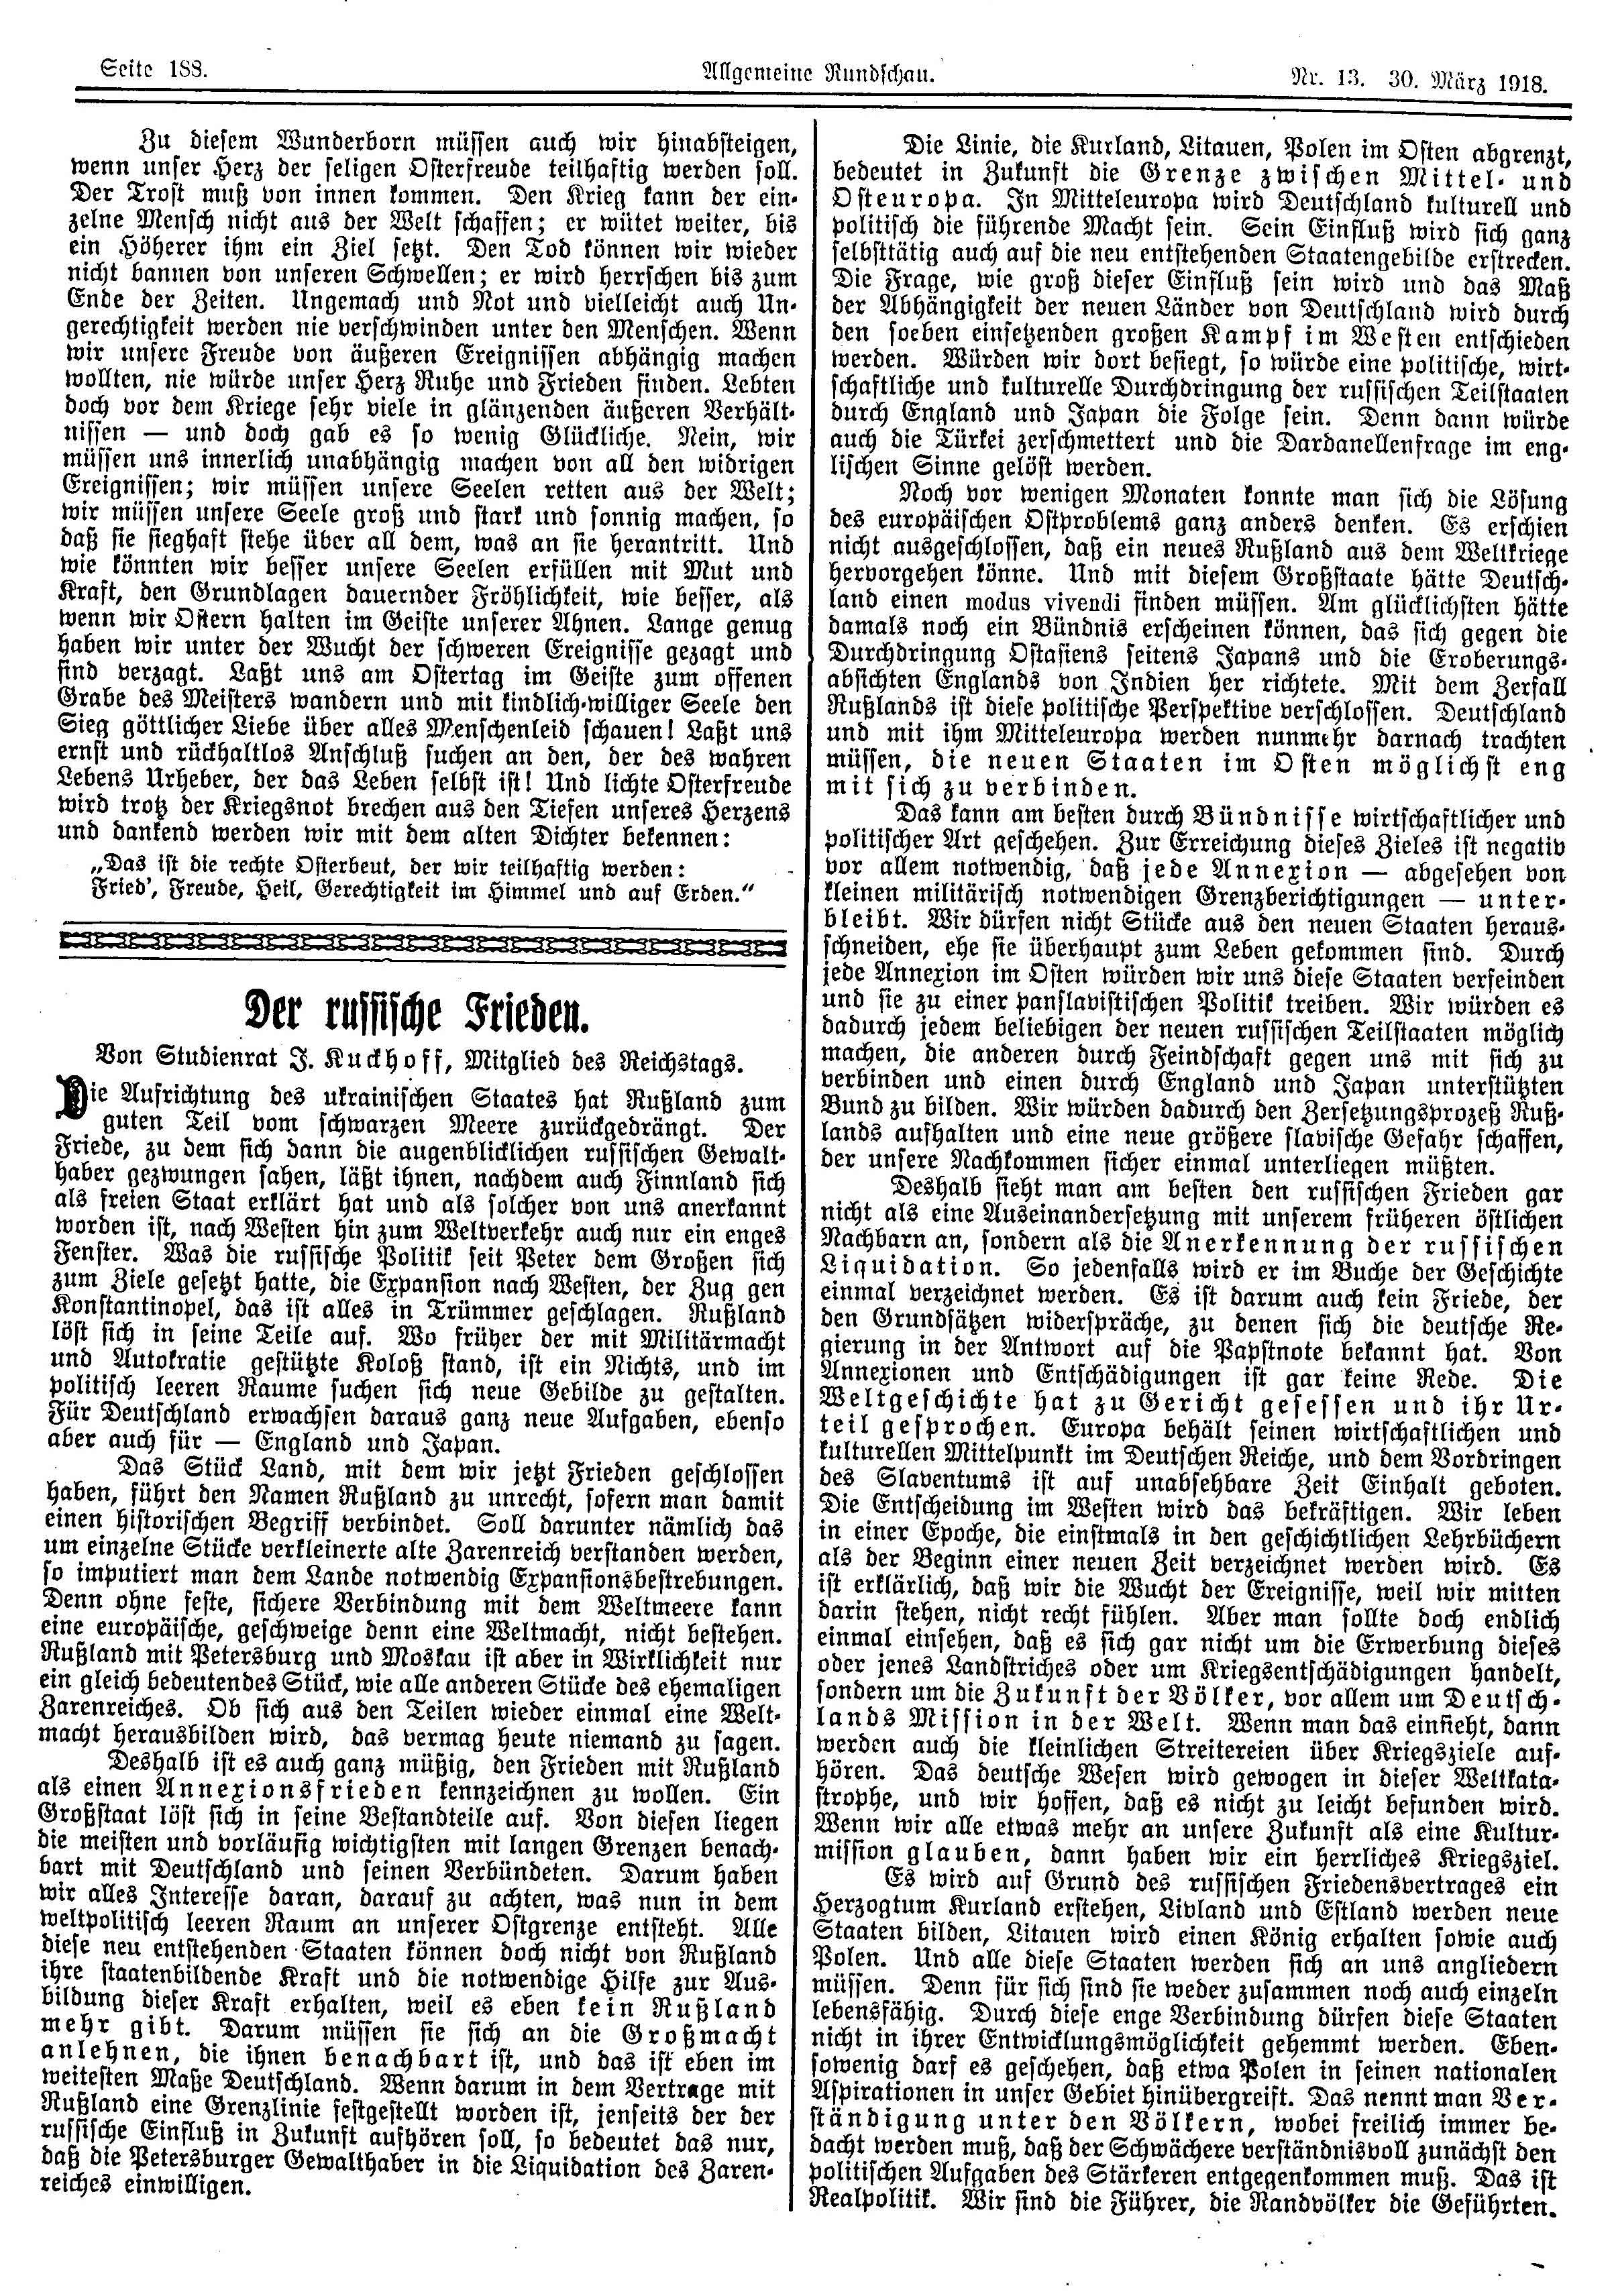 Seite 188.
Allgemeine Rundschau.
Nr. 13. 30. März 1918.
Zu diesem Wunderborn müssen auch wir hinabsteigen,
wenn unser Herz der seligen Osterfreude teilhaftig werden soll.
Der Trost muß von innen kommen. Den Krieg kann der ein-
zelne Mensch nicht aus der Welt schaffen; er wütet weiter, bis
ein Höherer ihm ein Ziel setzt. Den Tod können wir wieder
nicht bannen von unseren Schwellen; er wird herrschen bis zum
Ende der Zeiten. Ungemach und Not und vielleicht auch Un-
gerechtigkeit werden nie verschwinden unter den Menschen. Wenn
wir unsere Freude von äußeren Ereignissen abhängig machen
wollten, nie würde unser Herz Ruhe und Frieden finden. Lebten
doch vor dem Kriege sehr viele in glänzenden äußeren Verhält-
nissen — und doch gab es so wenig Glückliche. Nein, wir
müssen uns innerlich unabhängig machen von all den widrigen
Ereignissen; wir müssen unsere Seelen retten aus der Welt;
wir müssen unsere Seele groß und stark und sonnig machen, so
daß sie sieghaft stehe über all dem, was an sie herantritt. Und
wie könnten wir besser unsere Seelen erfüllen mit Mut und
Kraft, den Grundlagen dauernder Fröhlichkeit, wie besser, als
wenn wir Ostern halten im Geiste unserer Ahnen. Lange genug
haben wir unter der Wucht der schweren Ereignisse gezagt und
sind verzagt. Laßt uns am Ostertag im Geiste zum offenen
Grabe des Meisters wandern und mit kindlich-williger Seele den
Sieg göttlicher Liebe über alles Menschenleid schauen! Laßt uns
ernst und rückhaltlos Anschluß suchen an den, der des wahren
Lebens Urheber, der das Leben selbst ist! Und lichte Osterfreude
wird trotz der Kriegsnot brechen aus den Tiefen unseres Herzens
und dankend werden wir mit dem alten Dichter bekennen:
„Das ist die rechte Osterbeut, der wir teilhaftig werden:
Fried', Freude, Heil, Gerechtigkeit im Himmel und auf Erden.“
Der russische Frieden.
Von Studienrat J. Kuckhoff, Mitglied des Reichstags.
Die Aufrichtung des ukrainischen Staates hat Rußland zum
guten Teil vom schwarzen Meere zurückgedrängt. Der
Friede, zu dem sich dann die augenblicklichen russischen Gewalt-
haber gezwungen sahen, läßt ihnen, nachdem auch Finnland sich
als freien Staat erklärt hat und als solcher von uns anerkannt
worden ist, nach Westen hin zum Weltverkehr auch nur ein enges
Fenster. Was die russische Politik seit Peter dem Großen sich
zum Ziele gesetzt hatte, die Expansion nach Westen, der Zug gen
Konstantinopel, das ist alles in Trümmer geschlagen. Rußland
löst sich in seine Teile auf. Wo früher der mit Militärmacht
und Autokratie gestützte Koloß stand, ist ein Nichts, und im
politisch leeren Raume suchen sich neue Gebilde zu gestalten.
Für Deutschland erwachsen daraus ganz neue Aufgaben, ebenso
aber auch für — England und Japan.
Das Stück Land, mit dem wir jetzt Frieden geschlossen
haben, führt den Namen Rußland zu unrecht, sofern man damit
einen historischen Begriff verbindet. Soll darunter nämlich das
um einzelne Stücke verkleinerte alte Zarenreich verstanden werden,
so imputiert man dem Lande notwendig Expansionsbestrebungen.
Denn ohne feste, sichere Verbindung mit dem Weltmeere kann
eine europäische, geschweige denn eine Weltmacht, nicht bestehen.
Rußland mit Petersburg und Moskau ist aber in Wirklichkeit nur
ein gleich bedeutendes Stück, wie alle anderen Stücke des ehemaligen
Zarenreiches. Ob sich aus den Teilen wieder einmal eine Welt-
macht herausbilden wird, das vermag heute niemand zu sagen.
Deshalb ist es auch ganz müßig, den Frieden mit Rußland
als einen Annexionsfrieden kennzeichnen zu wollen. Ein
Großstaat löst sich in seine Bestandteile auf. Von diesen liegen
die meisten und vorläufig wichtigsten mit langen Grenzen benach-
bart mit Deutschland und seinen Verbündeten. Darum haben
wir alles Interesse daran, darauf zu achten, was nun in dem
weltpolitisch leeren Raum an unserer Ostgrenze entsteht. Alle
diese neu entstehenden Staaten können doch nicht von Rußland
ihre staatenbildende Kraft und die notwendige Hilfe zur Aus-
bildung dieser Kraft erhalten, weil es eben kein Rußland
mehr gibt. Darum müssen sie sich an die Großmacht
anlehnen, die ihnen benachbart ist, und das ist eben im
weitesten Maße Deutschland. Wenn darum in dem Vertrage mit
Rußland eine Grenzlinie festgestellt worden ist, jenseits der der
russische Einfluß in Zukunft aufhören soll, so bedeutet das nur,
daß die Petersburger Gewalthaber in die Liquidation des Zaren-
reiches einwilligen.
Die Linie, die Kurland, Litauen, Polen im Osten abgrenzt,
bedeutet in Zukunft die Grenze zwischen Mittel- und
Osteuropa. In Mitteleuropa wird Deutschland kulturell und
politisch die führende Macht sein. Sein Einfluß wird sich ganz
selbsttätig auch auf die neu entstehenden Staatengebilde erstrecken.
Die Frage, wie groß dieser Einfluß sein wird und das Maß
der Abhängigkeit der neuen Länder von Deutschland wird durch
den soeben einsetzenden großen Kampf im Westen entschieden
werden. Würden wir dort besiegt, so würde eine politische, wirt-
schaftliche und kulturelle Durchdringung der russischen Teilstaaten
durch England und Japan die Folge sein. Denn dann würde
auch die Türkei zerschmettert und die Dardanellenfrage im eng-
lischen Sinne gelöst werden.
Noch vor wenigen Monaten konnte man sich die Lösung
des europäischen Ostproblems ganz anders denken. Es erschien
nicht ausgeschlossen, daß ein neues Rußland aus dem Weltkriege
hervorgehen könne. Und mit diesem Großstaate hätte Deutsch-
land einen modus vivendi finden müssen. Am glücklichsten hätte
damals noch ein Bündnis erscheinen können, das sich gegen die
Durchdringung Ostasiens seitens Japans und die Eroberungs-
absichten Englands von Indien her richtete. Mit dem Zerfall
Rußlands ist diese politische Perspektive verschlossen. Deutschland
und mit ihm Mitteleuropa werden nunmehr darnach trachten
müssen, die neuen Staaten im Osten möglichst eng
mit sich zu verbinden.
Das kann am besten durch Bündnisse wirtschaftlicher und
politischer Art geschehen. Zur Erreichung dieses Zieles ist negativ
vor allem notwendig, daß jede Annexion — abgesehen von
kleinen militärisch notwendigen Grenzberichtigungen — unter-
bleibt. Wir dürfen nicht Stücke aus den neuen Staaten heraus-
schneiden, ehe sie überhaupt zum Leben gekommen sind. Durch
jede Annexion im Osten würden wir uns diese Staaten verfeinden
und sie zu einer panslavistischen Politik treiben. Wir würden es
dadurch jedem beliebigen der neuen russischen Teilstaaten möglich
machen, die anderen durch Feindschaft gegen uns mit sich zu
verbinden und einen durch England und Japan unterstützten
Bund zu bilden. Wir würden dadurch den Zersetzungsprozeß Ruß-
lands aufhalten und eine neue größere slavische Gefahr schaffen,
der unsere Nachkommen sicher einmal unterliegen müßten.
Deshalb sieht man am besten den russischen Frieden gar
nicht als eine Auseinandersetzung mit unserem früheren östlichen
Nachbarn an, sondern als die Anerkennung der russischen
Liquidation. So jedenfalls wird er im Buche der Geschichte
einmal verzeichnet werden. Es ist darum auch kein Friede, der
den Grundsätzen widerspräche, zu denen sich die deutsche Re-
gierung in der Antwort auf die Papstnote bekannt hat. Von
Annexionen und Entschädigungen ist gar keine Rede. Die
Weltgeschichte hat zu Gericht gesessen und ihr Ur-
teil gesprochen. Europa behält seinen wirtschaftlichen und
kulturellen Mittelpunkt im Deutschen Reiche, und dem Vordringen
des Slaventums ist auf unabsehbare Zeit Einhalt geboten.
Die Entscheidung im Westen wird das bekräftigen. Wir leben
in einer Epoche, die einstmals in den geschichtlichen Lehrbüchern
als der Beginn einer neuen Zeit verzeichnet werden wird. Es
ist erklärlich, daß wir die Wucht der Ereignisse, weil wir mitten
darin stehen, nicht recht fühlen. Aber man sollte doch endlich
einmal einsehen, daß es sich gar nicht um die Erwerbung dieses
oder jenes Landstriches oder um Kriegsentschädigungen handelt,
sondern um die Zukunft der Völker, vor allem um Deutsch-
lands Mission in der Welt. Wenn man das einsieht, dann
werden auch die kleinlichen Streitereien über Kriegsziele auf-
hören. Das deutsche Wesen wird gewogen in dieser Weltkata-
strophe, und wir hoffen, daß es nicht zu leicht befunden wird.
Wenn wir alle etwas mehr an unsere Zukunft als eine Kultur-
mission glauben, dann haben wir ein herrliches Kriegsziel.
Es wird auf Grund des russischen Friedensvertrages ein
Herzogtum Kurland erstehen, Livland und Estland werden neue
Staaten bilden, Litauen wird einen König erhalten sowie auch
Polen. Und alle diese Staaten werden sich an uns angliedern
müssen. Denn für sich sind sie weder zusammen noch auch einzeln
lebensfähig. Durch diese enge Verbindung dürfen diese Staaten
nicht in ihrer Entwicklungsmöglichkeit gehemmt werden. Eben-
sowenig darf es geschehen, daß etwa Polen in seinen nationalen
Aspirationen in unser Gebiet hinübergreift. Das nennt man Ver-
ständigung unter den Völkern, wobei freilich immer be-
dacht werden muß, daß der Schwächere verständnisvoll zunächst den
politischen Aufgaben des Stärkeren entgegenkommen muß. Das ist
Realpolitik. Wir sind die Führer, die Randvölker die Geführten.